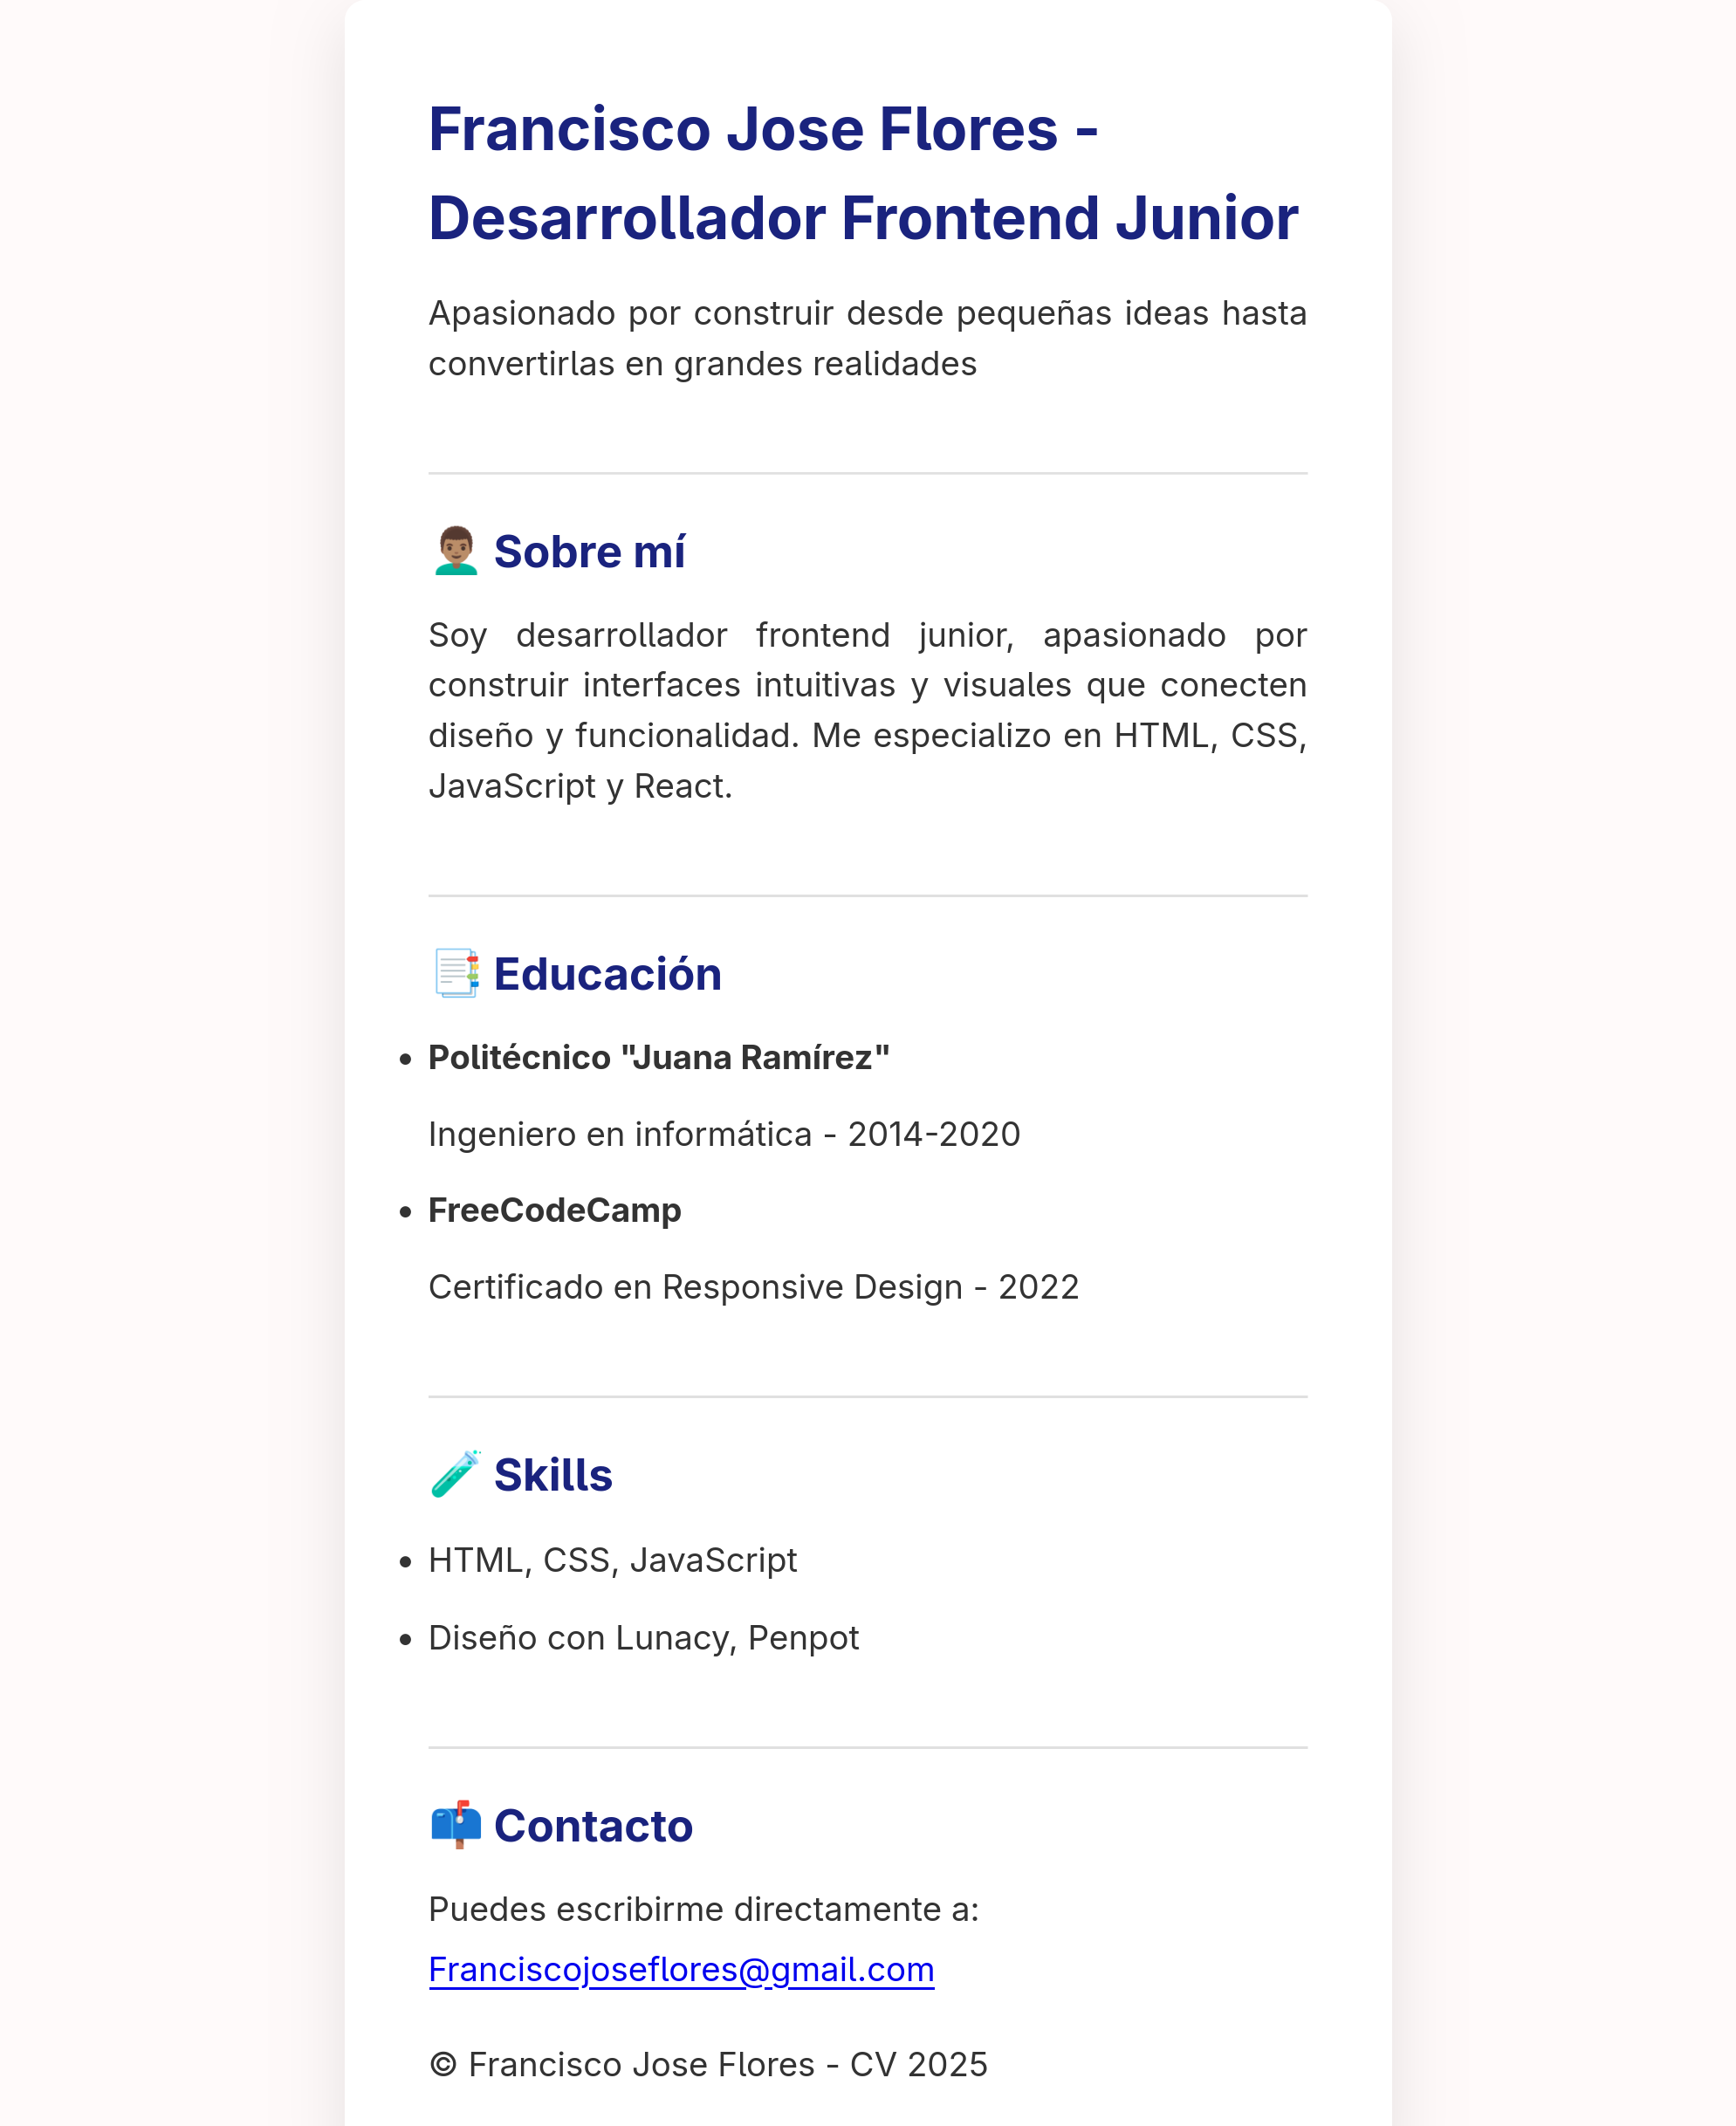 Francisco Jose Flores -
Desarrollador Frontend Junior
Apasionado por construir desde pequeñas ideas hasta
convertirlas en grandes realidades
👨🏽‍🦱 Sobre mí
Soy desarrollador frontend junior, apasionado por
construir interfaces intuitivas y visuales que conecten
diseño y funcionalidad. Me especializo en HTML, CSS,
JavaScript y React.
📑 Educación
• Politécnico "Juana Ramírez"
Ingeniero en informática - 2014-2020
• FreeCodeCamp
Certificado en Responsive Design - 2022
🧪 Skills
• HTML, CSS, JavaScript
• Diseño con Lunacy, Penpot
📫 Contacto
Puedes escribirme directamente a:
Franciscojoseflores@gmail.com
© Francisco Jose Flores - CV 2025